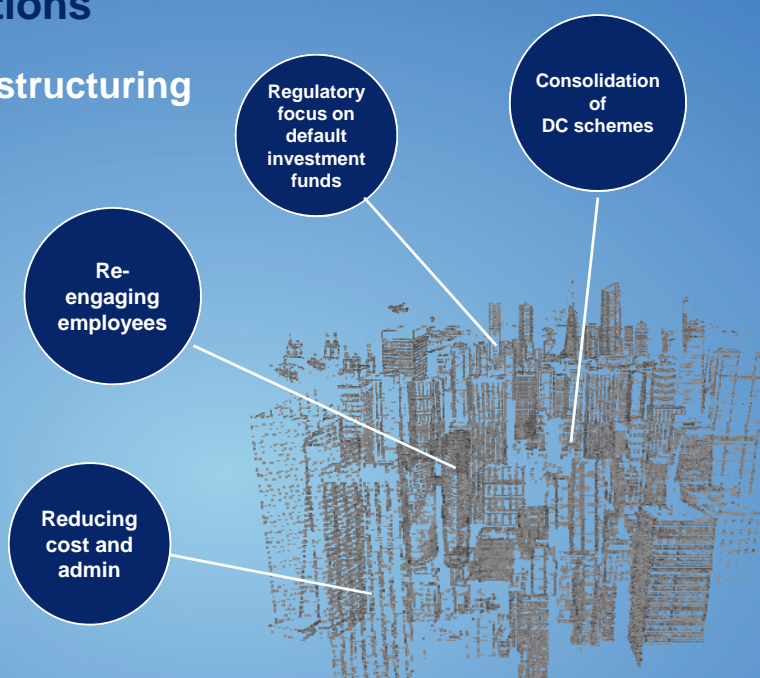 tions
structuring
Regulatory
focus on
default
investment
funds
Consolidation
of
DC schemes
Re-
engaging
employees
Reducing
cost and
admin